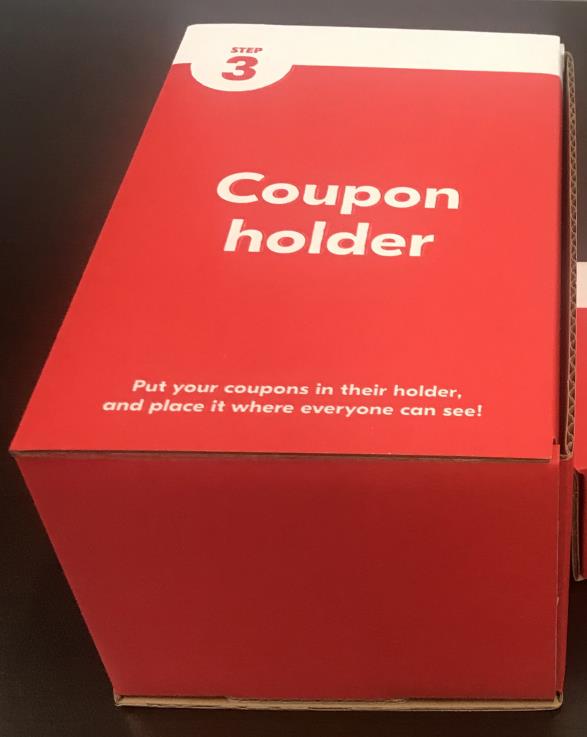 STEP
3
Coupon
holder
Put your coupons in their holder,
and place it where everyone can see!